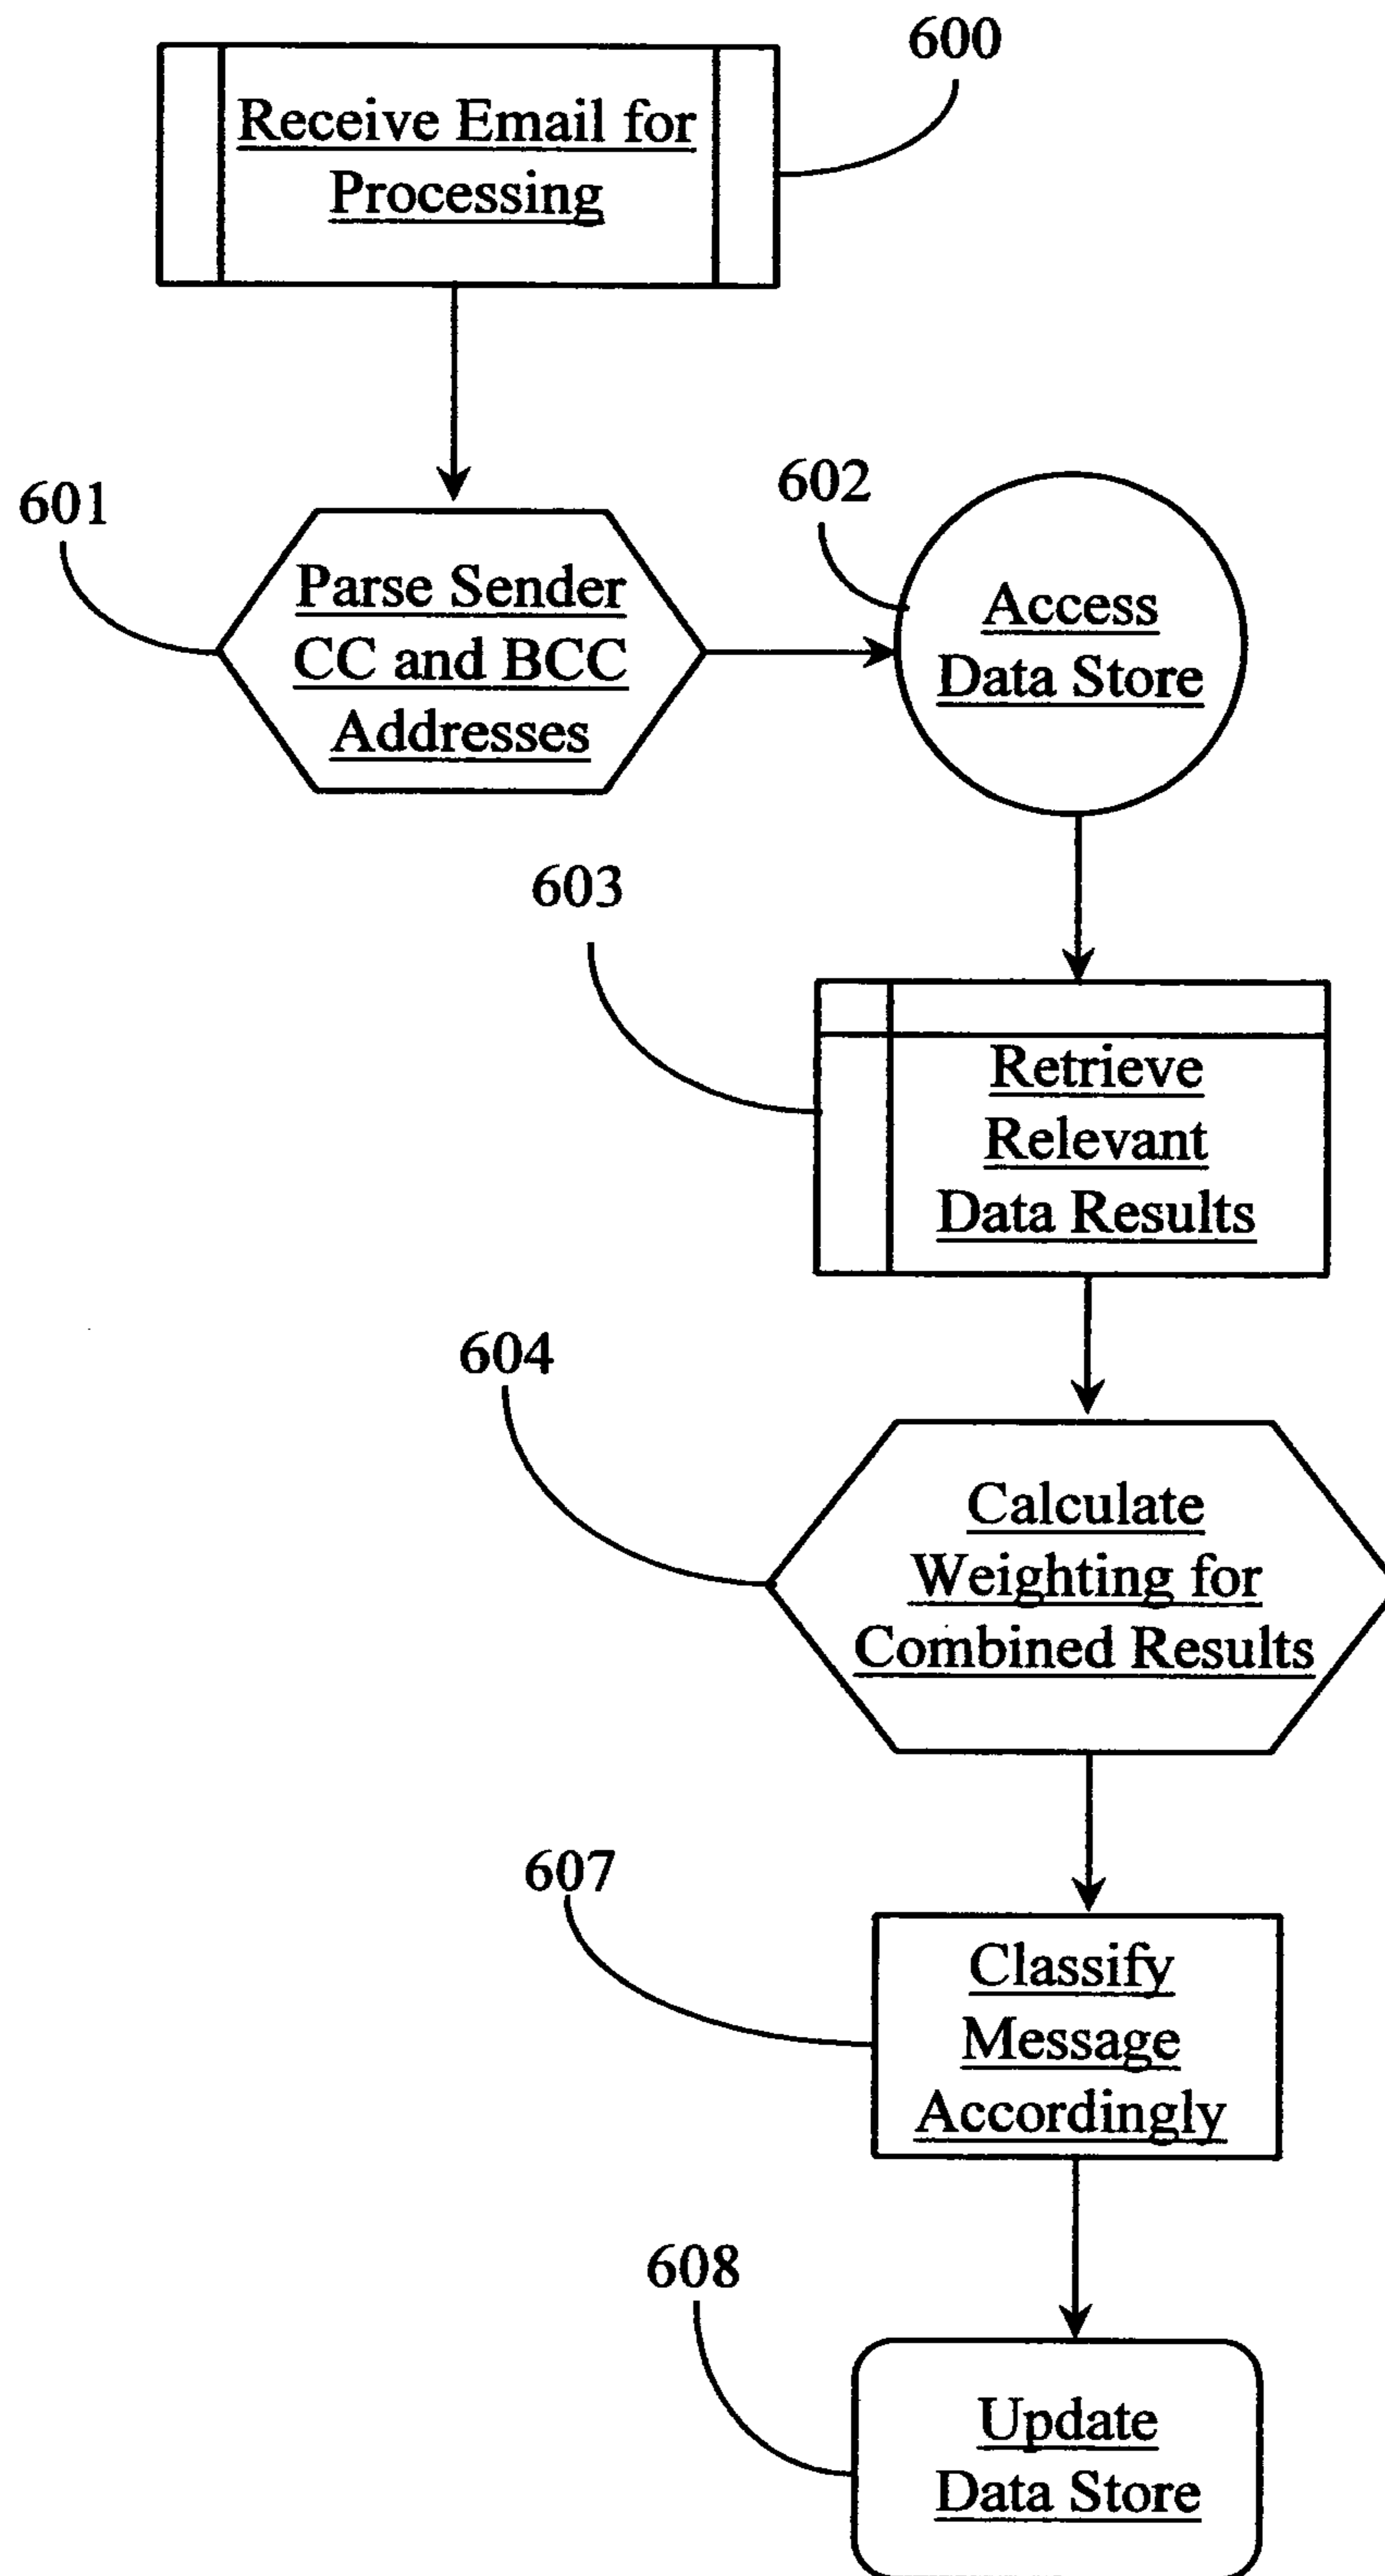 600
Receive Email for
Processing
601
Parse Sender
CC and BCC
Addresses
602
Access
Data Store
603
Retrieve
Relevant
Data Results
604
Calculate
Weighting for
Combined Results
607
Classify
Message
Accordingly
608
Update
Data Store